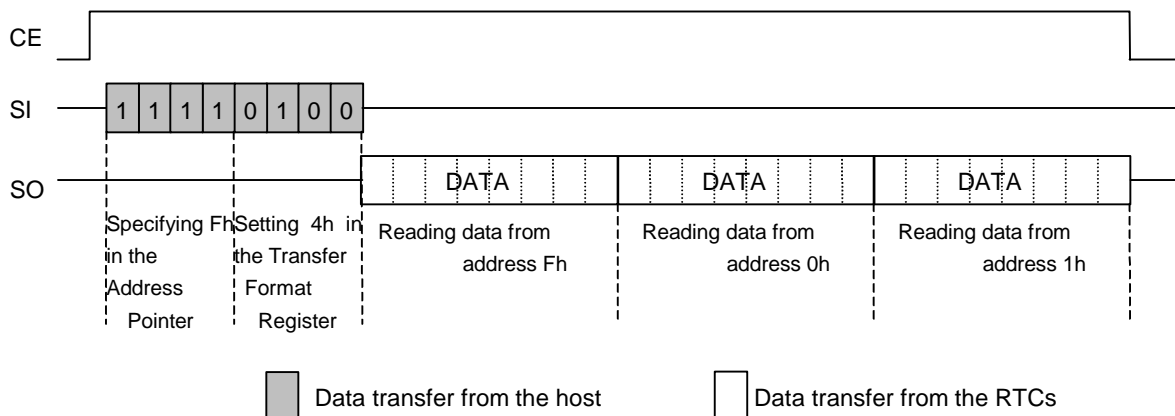 CE
SI
1 1 1 1 0 1 0 0
SO
DATA DATA DATA
Specifying Fh
in the
Address
Pointer
Setting 4h in
the Transfer
Format
Register
Reading data from
address Fh
Reading data from
address 0h
Reading data from
address 1h
Data transfer from the host
Data transfer from the RTCs